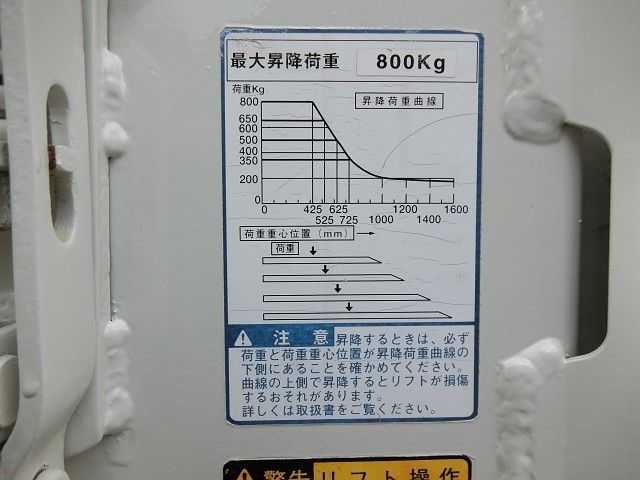 最大昇降荷重 800Kg
荷重Kg
昇降荷重曲線
800
650
600
500
400
350
200
0
0 425 625 1200 1600
525 725 1000 1400
荷重重心位置(mm)
荷重
注意 昇降するときは、必ず
荷重と荷重重心位置が昇降荷重曲線の
下側にあることを確かめてください。
曲線の上側で昇降するとリフトが損傷
するおそれがあります。
詳しくは取扱書をご覧ください。
警告 リフト操作